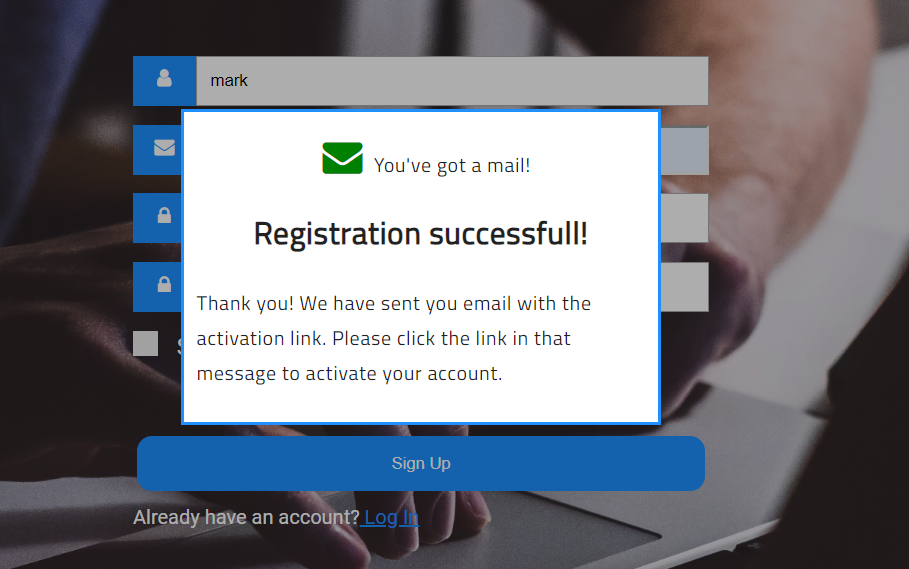 mark
You've got a mail!
Registration successfull!
Thank you! We have sent you email with the
activation link. Please click the link in that
message to activate your account.
Sign Up
Already have an account? Log In